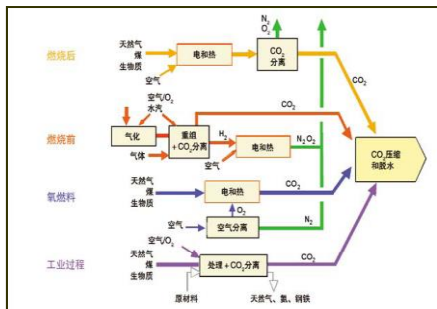 N₂
O₂
燃烧后
天然气
煤
生物质
电和热
CO₂
分离
CO₂
空气
空气/O₂
水汽
CO₂
燃烧前
气化
重组
+CO₂分离
H₂
电和热
N₂ O₂
气体
空气
CO₂压缩
和胶水
氧燃料
天然气
煤
生物质
电和热
CO₂
O₂
空气
空气分离
N₂
工业过程
空气/O₂
天然气
煤
生物质
处理+CO₂分离
CO₂
原材料
天然气、氮、钢铁